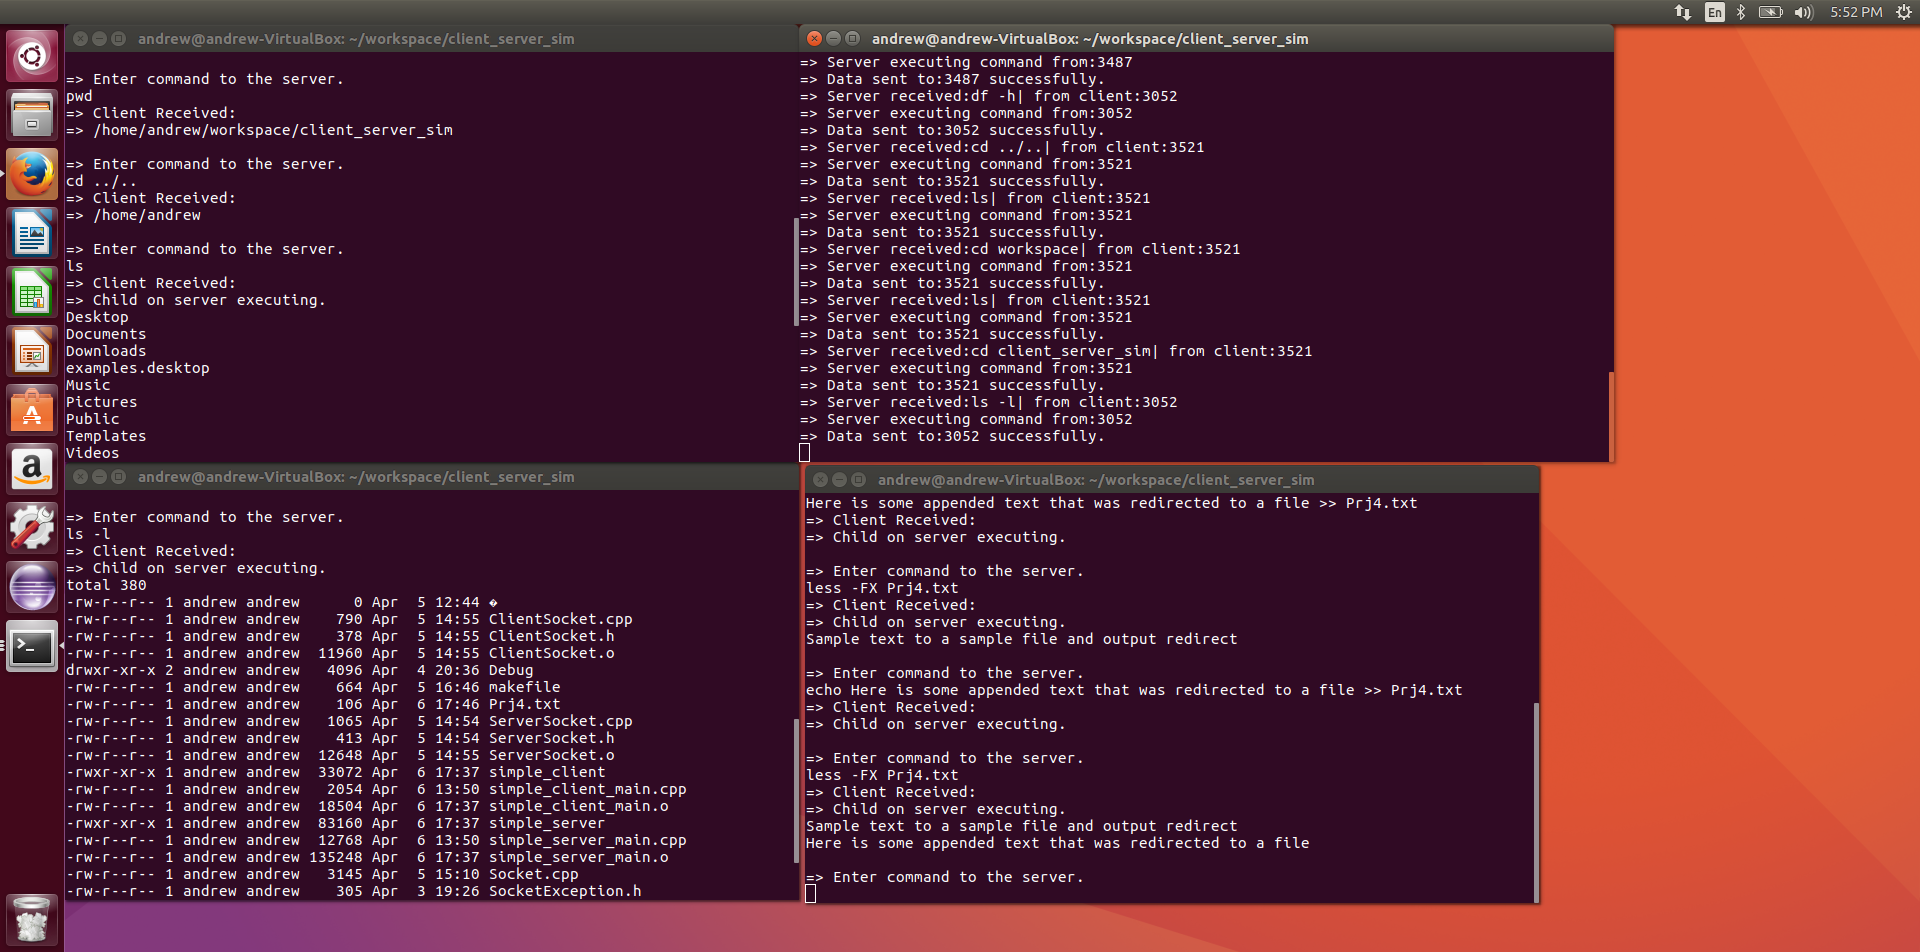 En 5:52 PM
andrew@andrew-VirtualBox: ~/workspace/client_server_sim
=> Enter command to the server.
pwd
=> Client Received:
=> /home/andrew/workspace/client_server_sim
=> Enter command to the server.
cd ../..
=> Client Received:
=> /home/andrew
=> Enter command to the server.
ls
=> Client Received:
=> Child on server executing.
Desktop
Documents
Downloads
examples.desktop
Music
Pictures
Public
Templates
Videos
andrew@andrew-VirtualBox: ~/workspace/client_server_sim
=> Server executing command from:3487
=> Data sent to:3487 successfully.
=> Server received:df -h| from client:3052
=> Server executing command from:3052
=> Data sent to:3052 successfully.
=> Server received:cd ../..| from client:3521
=> Server executing command from:3521
=> Data sent to:3521 successfully.
=> Server received:ls| from client:3521
=> Server executing command from:3521
=> Data sent to:3521 successfully.
=> Server received:cd workspace| from client:3521
=> Server executing command from:3521
=> Data sent to:3521 successfully.
=> Server received:ls| from client:3521
=> Server executing command from:3521
=> Data sent to:3521 successfully.
=> Server received:cd client_server_sim| from client:3521
=> Server executing command from:3521
=> Data sent to:3521 successfully.
=> Server received:ls -l| from client:3052
=> Server executing command from:3052
=> Data sent to:3052 successfully.
andrew@andrew-VirtualBox: ~/workspace/client_server_sim
=> Enter command to the server.
ls -l
=> Client Received:
=> Child on server executing.
total 380
-rw-r--r-- 1 andrew andrew      0 Apr  5 12:44 �
-rw-r--r-- 1 andrew andrew    790 Apr  5 14:55 ClientSocket.cpp
-rw-r--r-- 1 andrew andrew    378 Apr  5 14:55 ClientSocket.h
-rw-r--r-- 1 andrew andrew  11960 Apr  5 14:55 ClientSocket.o
drwxr-xr-x 2 andrew andrew   4096 Apr  4 20:36 Debug
-rw-r--r-- 1 andrew andrew    664 Apr  5 16:46 makefile
-rw-r--r-- 1 andrew andrew    106 Apr  6 17:46 Prj4.txt
-rw-r--r-- 1 andrew andrew   1065 Apr  5 14:54 ServerSocket.cpp
-rw-r--r-- 1 andrew andrew    413 Apr  5 14:54 ServerSocket.h
-rw-r--r-- 1 andrew andrew  12648 Apr  5 14:55 ServerSocket.o
-rwxr-xr-x 1 andrew andrew  33072 Apr  6 17:37 simple_client
-rw-r--r-- 1 andrew andrew   2054 Apr  6 13:50 simple_client_main.cpp
-rw-r--r-- 1 andrew andrew  18504 Apr  6 17:37 simple_client_main.o
-rwxr-xr-x 1 andrew andrew  83160 Apr  6 17:37 simple_server
-rw-r--r-- 1 andrew andrew  12768 Apr  6 13:50 simple_server_main.cpp
-rw-r--r-- 1 andrew andrew 135248 Apr  6 17:37 simple_server_main.o
-rw-r--r-- 1 andrew andrew   3145 Apr  5 15:10 Socket.cpp
-rw-r--r-- 1 andrew andrew    305 Apr  3 19:26 SocketException.h
andrew@andrew-VirtualBox: ~/workspace/client_server_sim
Here is some appended text that was redirected to a file >> Prj4.txt
=> Client Received:
=> Child on server executing.
=> Enter command to the server.
less -FX Prj4.txt
=> Client Received:
=> Child on server executing.
Sample text to a sample file and output redirect
=> Enter command to the server.
echo Here is some appended text that was redirected to a file >> Prj4.txt
=> Client Received:
=> Child on server executing.
=> Enter command to the server.
less -FX Prj4.txt
=> Client Received:
=> Child on server executing.
Sample text to a sample file and output redirect
Here is some appended text that was redirected to a file
=> Enter command to the server.